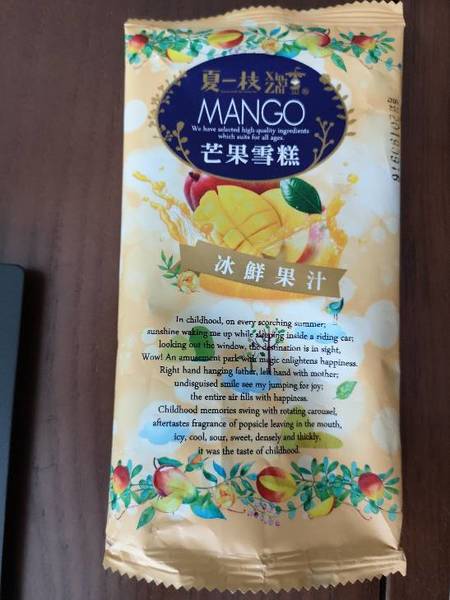 夏一枝
MANGO
We have selected high quality ingredients
which suits for all ages.
芒果雪糕
20190916
冰鮮果汁
In childhood, on every scorching summer;
sunshine waking me up while sleeping inside a riding car;
looking out the window, the destination is in sight,
Wow! An amusement park with magic enlightens happiness.
Right hand hanging father, left hand with mother;
undisguised smile see my jumping for joy;
the entire air fills with happiness.
Childhood memories swing with rotating carousel,
aftertastes fragrance of popsicle leaving in the mouth,
icy, cool, sour, sweet, densely and thickly.
it was the taste of childhood.